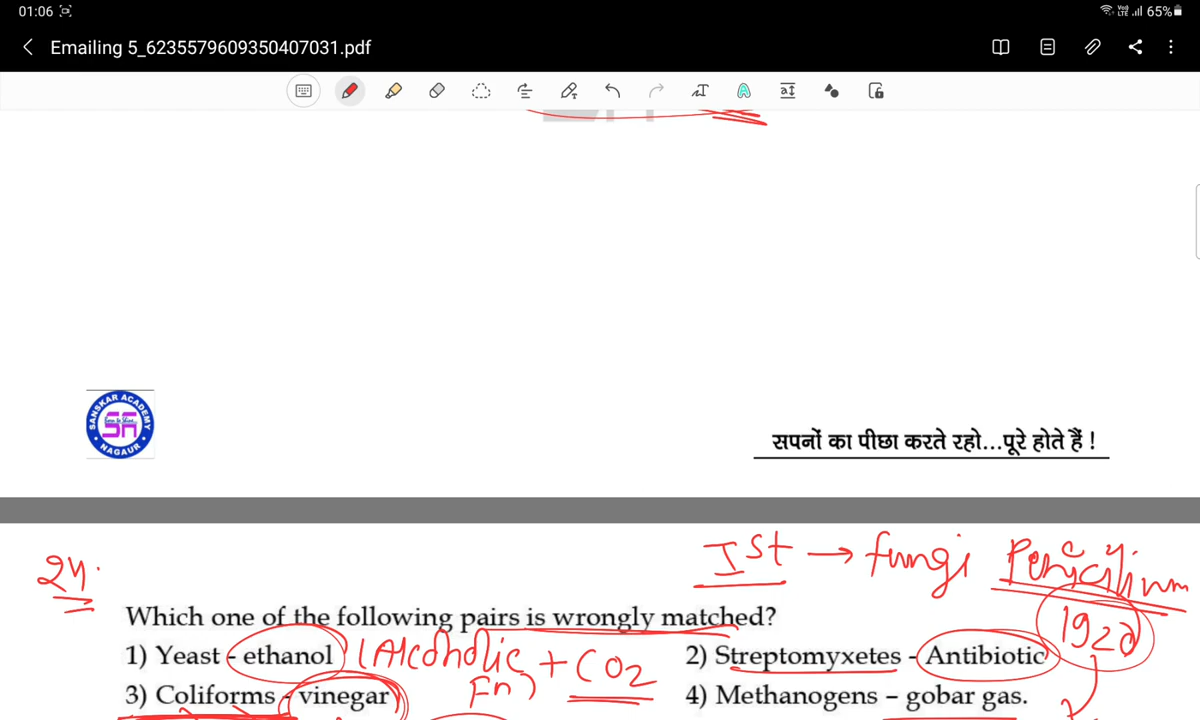 01:06 65%
Emailing 5_6235579609350407031.pdf
SANSKAR ACADEMY
SA
NAGAUR
सपनों का पीछा करते रहो...पूरे होते हैं !
24.
Ist → fungi Penicillium
Which one of the following pairs is wrongly matched?
1) Yeast - ethanol (Alcoholic Fn) + CO2
2) Streptomyxetes - Antibiotic
3) Coliforms - vinegar
4) Methanogens – gobar gas.